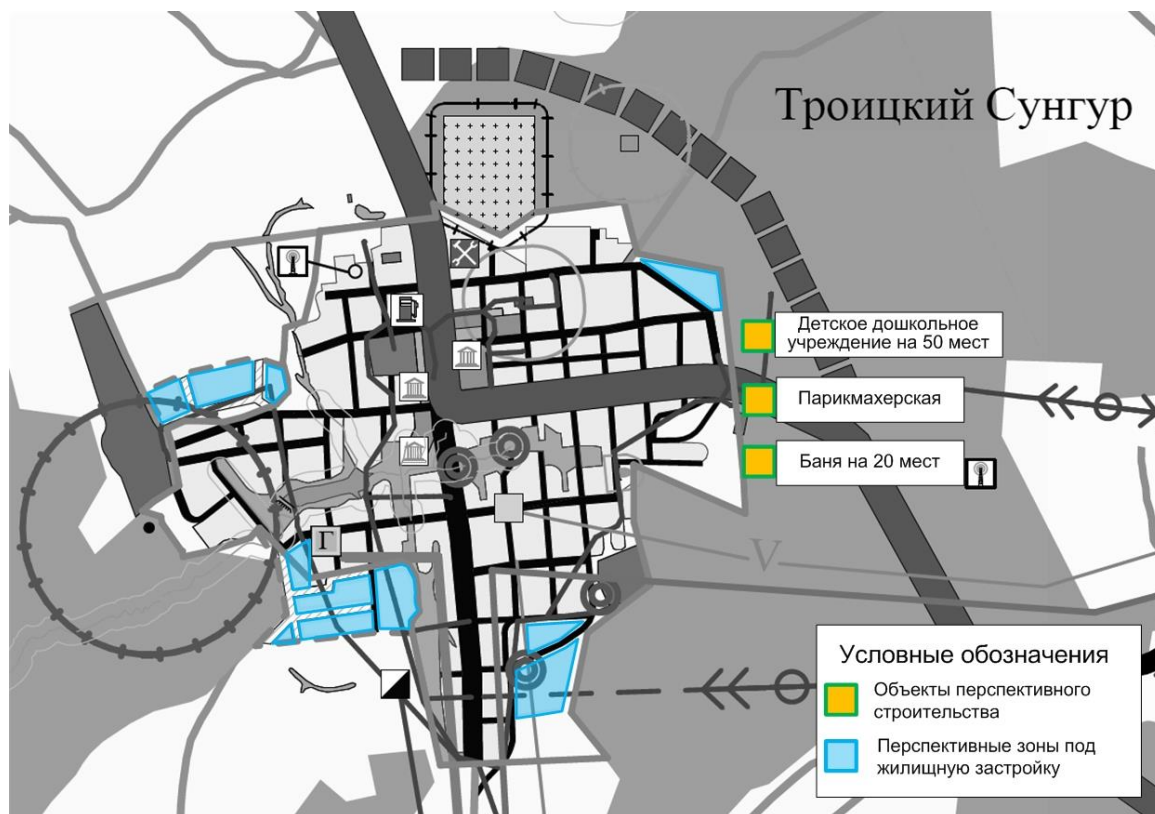 Троицкий Сунгур
Детское дошкольное
учреждение на 50 мест
Парикмахерская
Баня на 20 мест
Г
V
Условные обозначения
Объекты перспективного
строительства
Перспективные зоны под
жилищную застройку